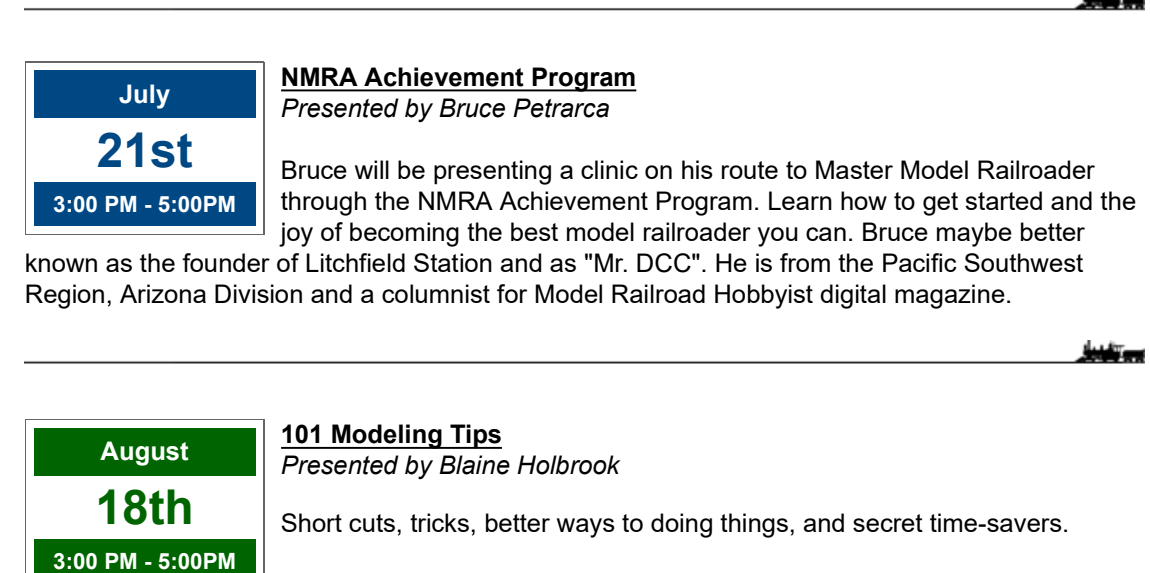 July
21st
3:00 PM - 5:00PM
NMRA Achievement Program
Presented by Bruce Petrarca
Bruce will be presenting a clinic on his route to Master Model Railroader
through the NMRA Achievement Program. Learn how to get started and the
joy of becoming the best model railroader you can. Bruce maybe better
known as the founder of Litchfield Station and as "Mr. DCC". He is from the Pacific Southwest
Region, Arizona Division and a columnist for Model Railroad Hobbyist digital magazine.
August
18th
3:00 PM - 5:00PM
101 Modeling Tips
Presented by Blaine Holbrook
Short cuts, tricks, better ways to doing things, and secret time-savers.